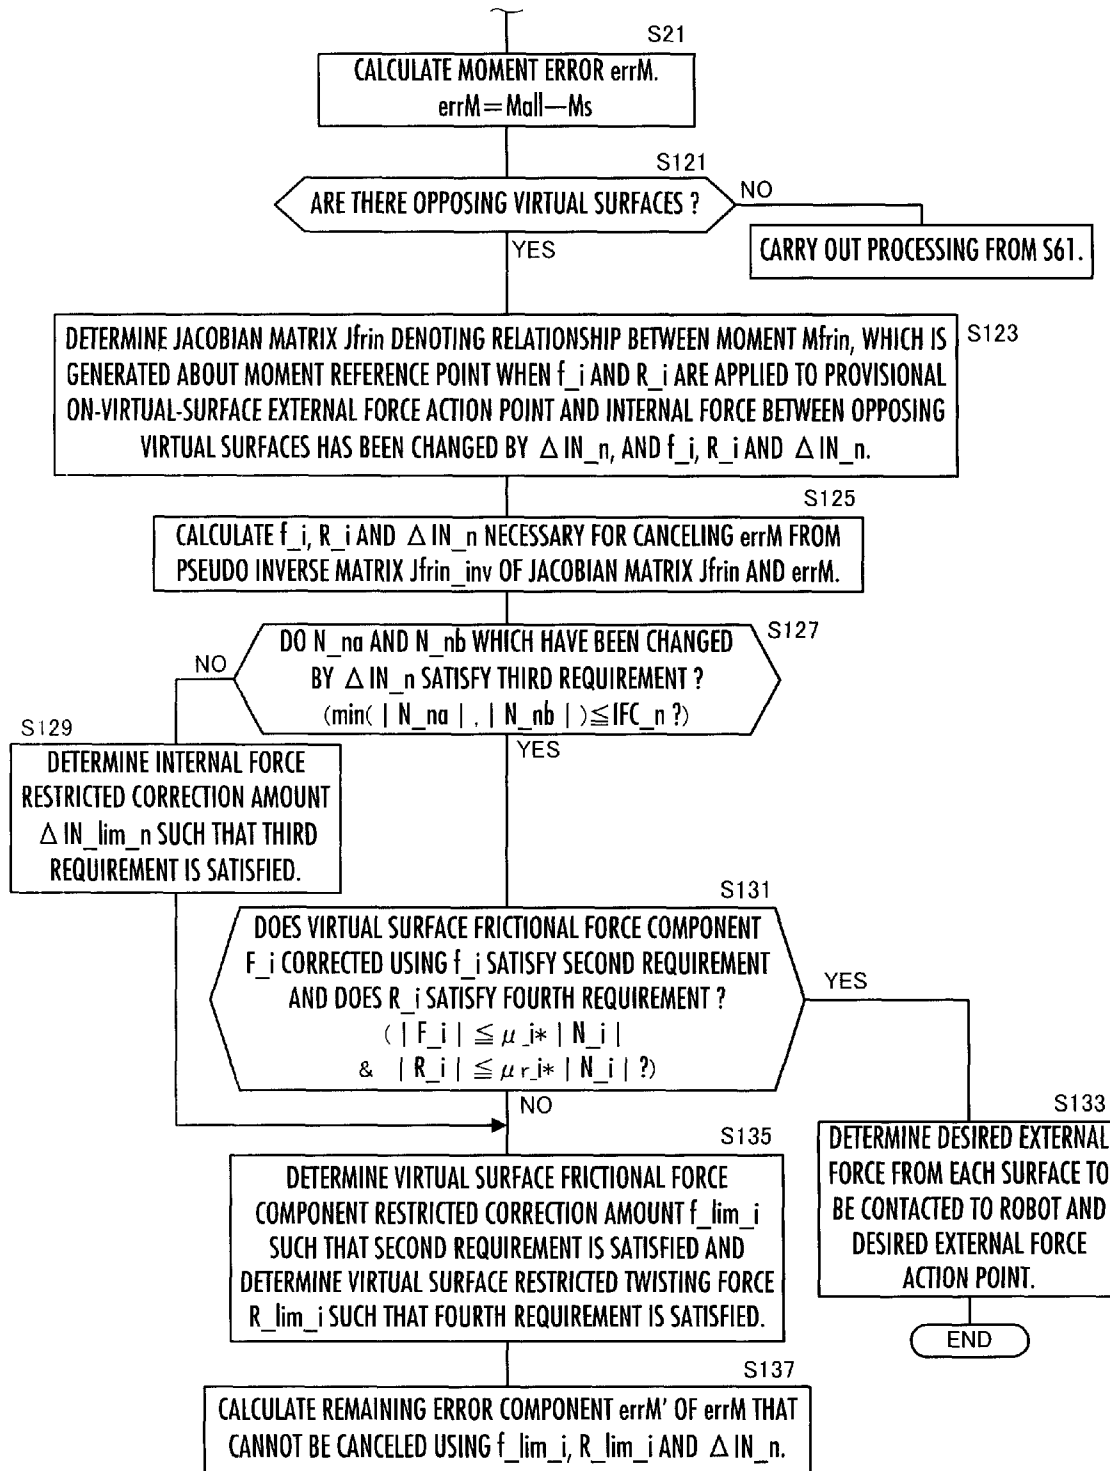 S21
CALCULATE MOMENT ERROR errM.
errM=Mall—Ms
S121
ARE THERE OPPOSING VIRTUAL SURFACES ?
NO
YES
CARRY OUT PROCESSING FROM S61.
S123
DETERMINE JACOBIAN MATRIX Jfrin DENOTING RELATIONSHIP BETWEEN MOMENT Mfrin, WHICH IS
GENERATED ABOUT MOMENT REFERENCE POINT WHEN f_i AND R_i ARE APPLIED TO PROVISIONAL
ON-VIRTUAL-SURFACE EXTERNAL FORCE ACTION POINT AND INTERNAL FORCE BETWEEN OPPOSING
VIRTUAL SURFACES HAS BEEN CHANGED BY Δ IN_n, AND f_i, R_i AND Δ IN_n.
S125
CALCULATE f_i, R_i AND Δ IN_n NECESSARY FOR CANCELING errM FROM
PSEUDO INVERSE MATRIX Jfrin_inv OF JACOBIAN MATRIX Jfrin AND errM.
S127
DO N_na AND N_nb WHICH HAVE BEEN CHANGED
BY Δ IN_n SATISFY THIRD REQUIREMENT ?
(min( | N_na | , | N_nb | )≦IFC_n ?)
NO
YES
S129
DETERMINE INTERNAL FORCE
RESTRICTED CORRECTION AMOUNT
Δ IN_lim_n SUCH THAT THIRD
REQUIREMENT IS SATISFIED.
S131
DOES VIRTUAL SURFACE FRICTIONAL FORCE COMPONENT
F_i CORRECTED USING f_i SATISFY SECOND REQUIREMENT
AND DOES R_i SATISFY FOURTH REQUIREMENT ?
( | F_i | ≦ μ_i* | N_i |
& | R_i | ≦ μr_i* | N_i | ?)
YES
NO
S133
DETERMINE DESIRED EXTERNAL
FORCE FROM EACH SURFACE TO
BE CONTACTED TO ROBOT AND
DESIRED EXTERNAL FORCE
ACTION POINT.
END
S135
DETERMINE VIRTUAL SURFACE FRICTIONAL FORCE
COMPONENT RESTRICTED CORRECTION AMOUNT f_lim_i
SUCH THAT SECOND REQUIREMENT IS SATISFIED AND
DETERMINE VIRTUAL SURFACE RESTRICTED TWISTING FORCE
R_lim_i SUCH THAT FOURTH REQUIREMENT IS SATISFIED.
S137
CALCULATE REMAINING ERROR COMPONENT errM' OF errM THAT
CANNOT BE CANCELED USING f_lim_i, R_lim_i AND Δ IN_n.